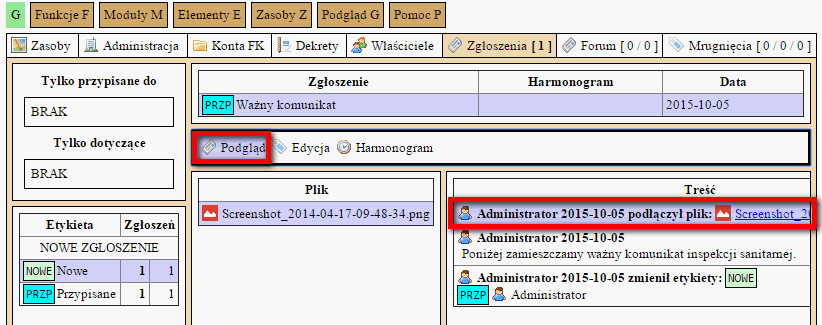 G Funkcje F Moduły M Elementy E Zasoby Z Podgląd G Pomoc P
Zasoby Administracja Konta FK Dekrety Właściciele Zgłoszenia [ 1 ] Forum [ 0 / 0 ] Mrugnięcia [ 0 / 0 / 0 ]
Tylko przypisane do
BRAK
Tylko dotyczące
BRAK
Etykieta Zgłoszeń
NOWE ZGŁOSZENIE
NOWE Nowe 1 1
PRZP Przypisane 1 1
Zgłoszenie Harmonogram Data
PRZP Ważny komunikat 2015-10-05
Podgląd Edycja Harmonogram
Plik
Screenshot_2014-04-17-09-48-34.png
Treść
Administrator 2015-10-05 podłączył plik: Screenshot_20
Administrator 2015-10-05
Poniżej zamieszczamy ważny komunikat inspekcji sanitarnej.
Administrator 2015-10-05 zmienił etykiety: NOWE
PRZP Administrator